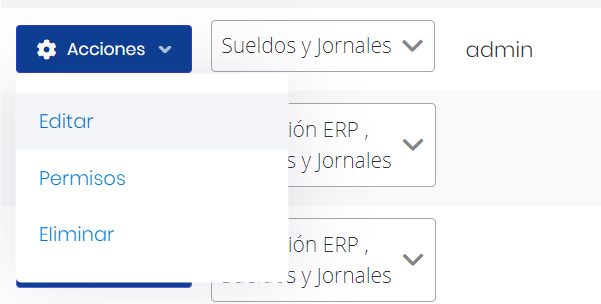 Acciones
Sueldos y Jornales
admin
Editar
Permisos
Eliminar
ión ERP ,
s y Jornales
ión ERP ,
s y Jornales